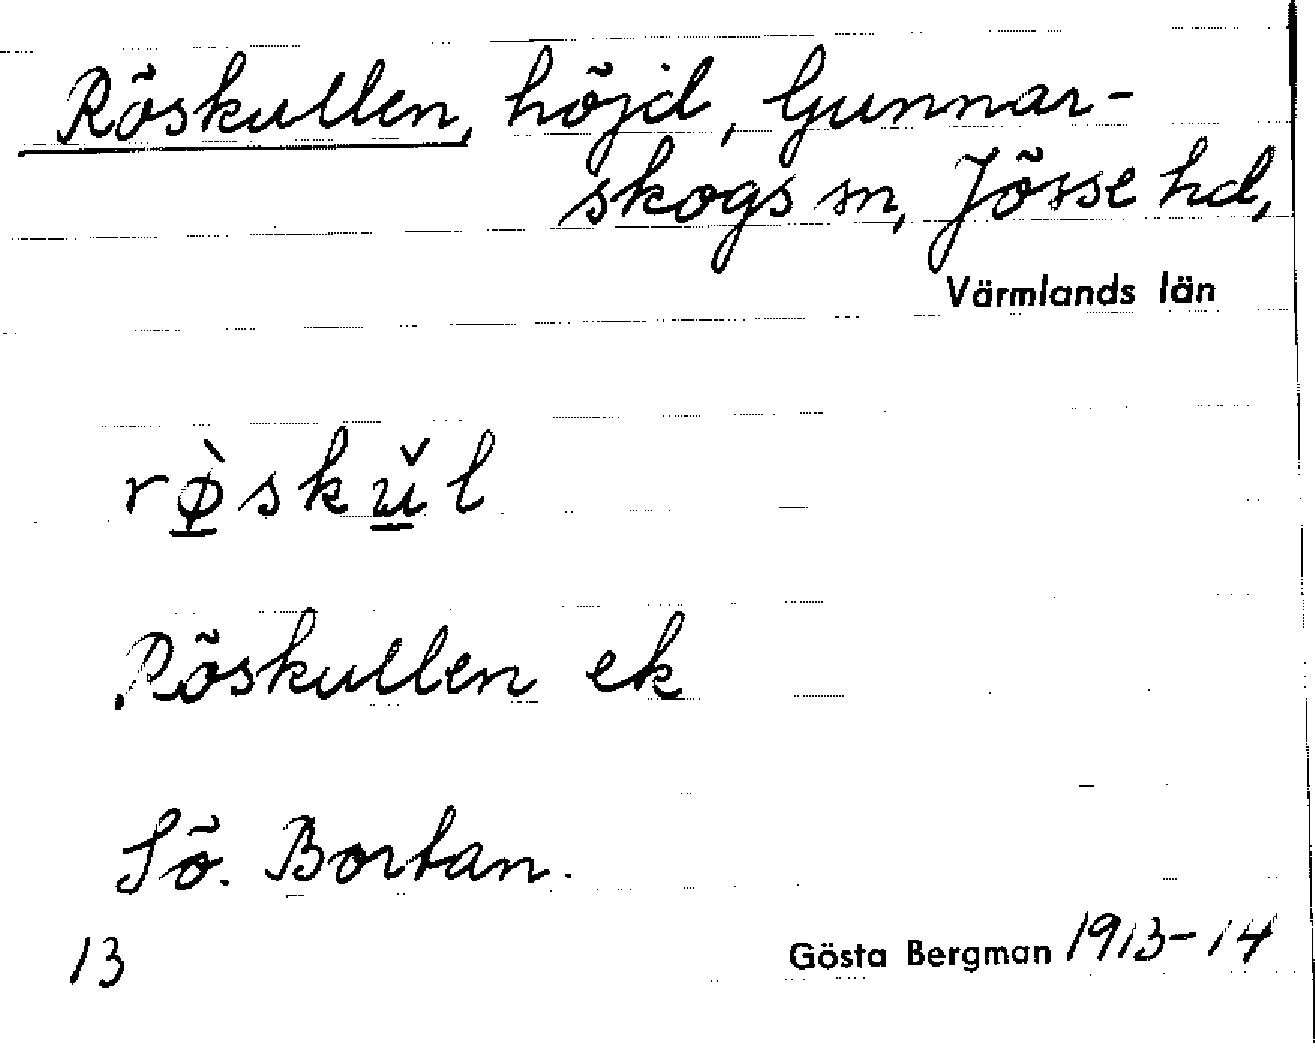 Röskullen, höjd, Gunnar-
skogs sn, Jösse hd,
Värmlands län
rø̲̀skǔ̲l
Röskullen ek
Sö. Bortan.
13
Gösta Bergman 1913-14